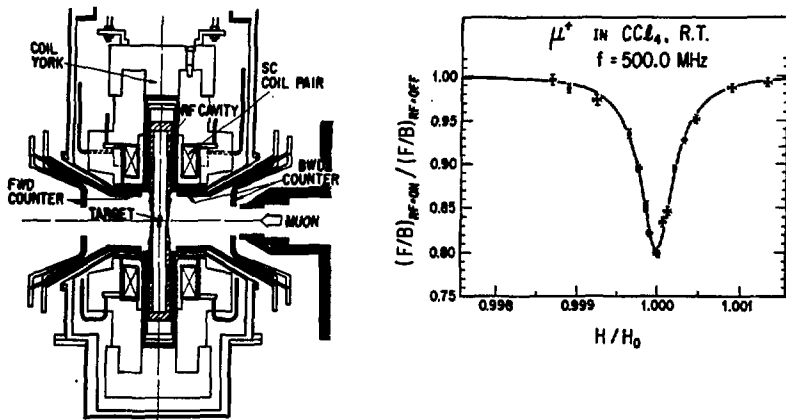 COIL
YORK
SC
COIL PAIR
RF CAVITY
FWD
COUNTER
BWD
COUNTER
TARGET
MUON
μ⁺ IN CCℓ₄, R.T.
f = 500.0 MHz
(F/B)RF=ON / (F/B)RF=OFF
1.00
0.95
0.90
0.85
0.80
0.75
0.998 0.999 1.000 1.001
H/H₀